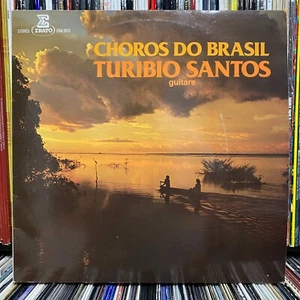 STEREO ERATO
CHOROS DO BRASIL
TURIBIO SANTOS
guitare